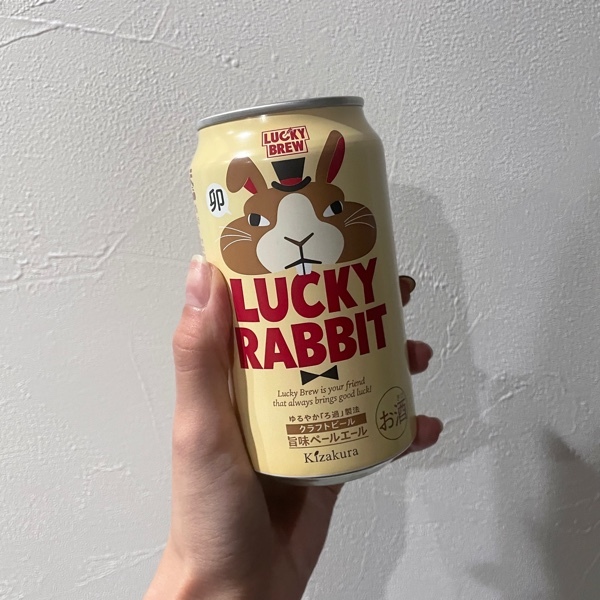 LUCKY
BREW
卯
LUCKY
RABBIT
Lucky Brew is your friend
that always brings good luck!
ゆるやか「ろ過」製法
クラフトビール
旨味ペールエール
Kizakura
お酒